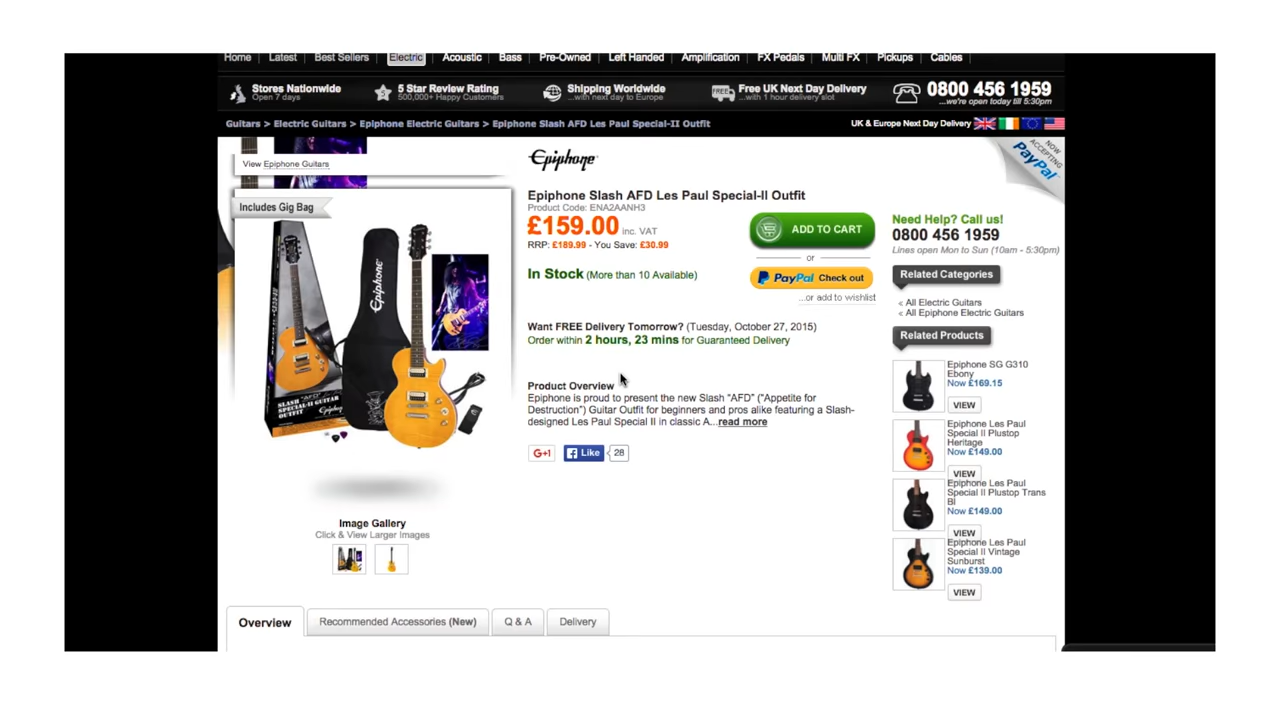 Home | Latest | Best Sellers | Electric | Acoustic | Bass | Pre-Owned | Left Handed | Amplification | FX Pedals | Multi FX | Pickups | Cables |
Stores Nationwide
Open 7 days
5 Star Review Rating
500,000+ Happy Customers
Shipping Worldwide
...with next day to Europe
FREE
Free UK Next Day Delivery
...with 1 hour delivery slot
0800 456 1959
...we're open today till 5:30pm
Guitars > Electric Guitars > Epiphone Electric Guitars > Epiphone Slash AFD Les Paul Special-II Outfit
UK & Europe Next Day Delivery
NOW ACCEPTING
PayPal
View Epiphone Guitars
Includes Gig Bag
Epiphone
SLASH "AFD"
SPECIAL-II GUITAR
OUTFIT
Epiphone
Image Gallery
Click & View Larger Images
Epiphone
Epiphone Slash AFD Les Paul Special-II Outfit
Product Code: ENA2AANH3
£159.00 inc. VAT
RRP: £189.99 - You Save: £30.99
In Stock (More than 10 Available)
ADD TO CART
or
PayPal Check out
...or add to wishlist
Want FREE Delivery Tomorrow? (Tuesday, October 27, 2015)
Order within 2 hours, 23 mins for Guaranteed Delivery
Product Overview
Epiphone is proud to present the new Slash "AFD" ("Appetite for
Destruction") Guitar Outfit for beginners and pros alike featuring a Slash-
designed Les Paul Special II in classic A...read more
G+1
Like
28
Need Help? Call us!
0800 456 1959
Lines open Mon to Sun (10am - 5:30pm)
Related Categories
< All Electric Guitars
< All Epiphone Electric Guitars
Related Products
Epiphone SG G310
Ebony
Now £169.15
VIEW
Epiphone Les Paul
Special II Plustop
Heritage
Now £149.00
VIEW
Epiphone Les Paul
Special II Plustop Trans
Bl
Now £149.00
VIEW
Epiphone Les Paul
Special II Vintage
Sunburst
Now £139.00
VIEW
Overview
Recommended Accessories (New)
Q & A
Delivery